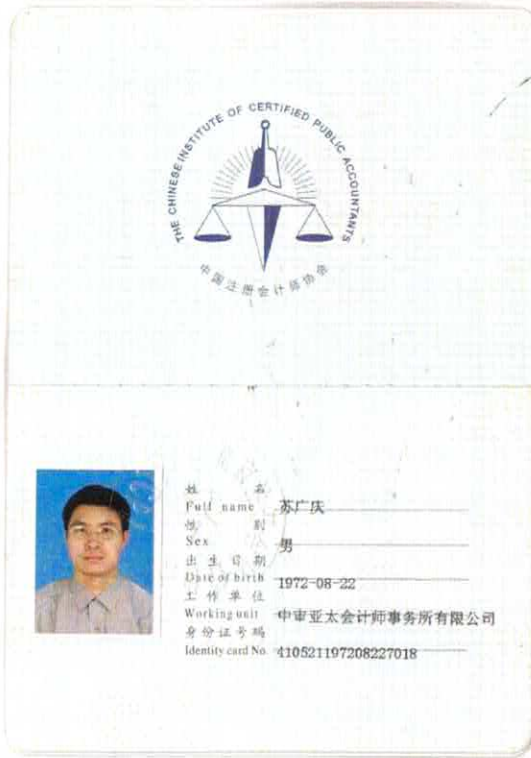 THE CHINESE INSTITUTE OF CERTIFIED PUBLIC ACCOUNTANTS
中国注册会计师协会
姓 名
Full name 苏广庆
性 别
Sex 男
出生日期
Date of birth 1972-08-22
工作单位
Working unit 中审亚太会计师事务所有限公司
身份证号码
Identity card No. 410521197208227018